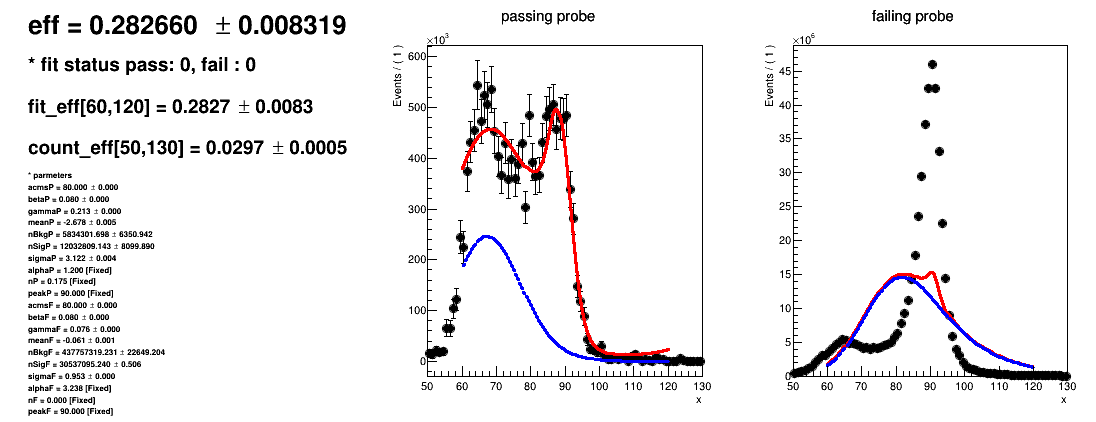 eff = 0.282660 ± 0.008319
* fit status pass: 0, fail : 0
fit_eff[60,120] = 0.2827 ± 0.0083
count_eff[50,130] = 0.0297 ± 0.0005
* parmeters
acmsP = 80.000 ± 0.000
betaP = 0.080 ± 0.000
gammaP = 0.213 ± 0.000
meanP = -2.678 ± 0.005
nBkgP = 5834301.698 ± 6350.942
nSigP = 12032809.143 ± 8099.890
sigmaP = 3.122 ± 0.004
alphaP = 1.200 [Fixed]
nP = 0.175 [Fixed]
peakP = 90.000 [Fixed]
acmsF = 80.000 ± 0.000
betaF = 0.080 ± 0.000
gammaF = 0.076 ± 0.000
meanF = -0.061 ± 0.001
nBkgF = 437757319.231 ± 22649.204
nSigF = 30537095.240 ± 0.506
sigmaF = 0.953 ± 0.000
alphaF = 3.238 [Fixed]
nF = 0.000 [Fixed]
peakF = 90.000 [Fixed]
passing probe
×10³
Events / ( 1 )
600
500
400
300
200
100
0
50 60 70 80 90 100 110 120 130
x
failing probe
×10⁶
Events / ( 1 )
45
40
35
30
25
20
15
10
5
0
50 60 70 80 90 100 110 120 130
x